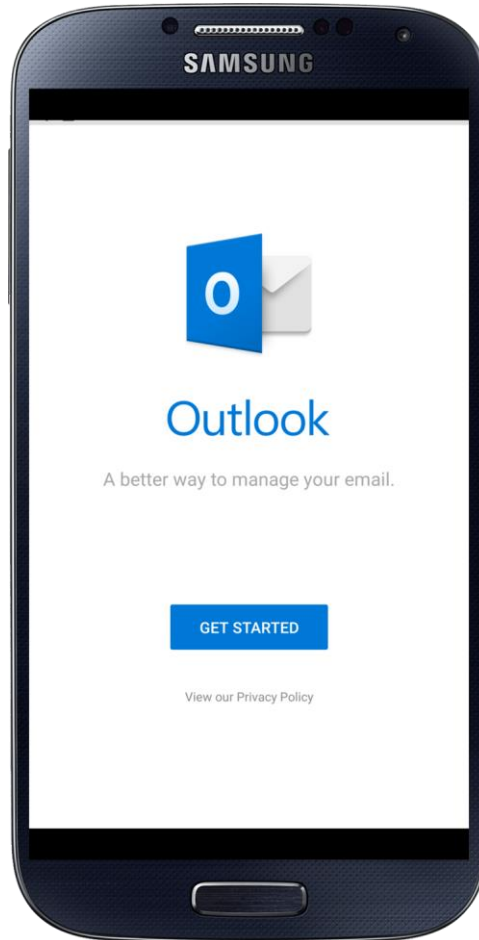 SAMSUNG
O
Outlook
A better way to manage your email.
GET STARTED
View our Privacy Policy